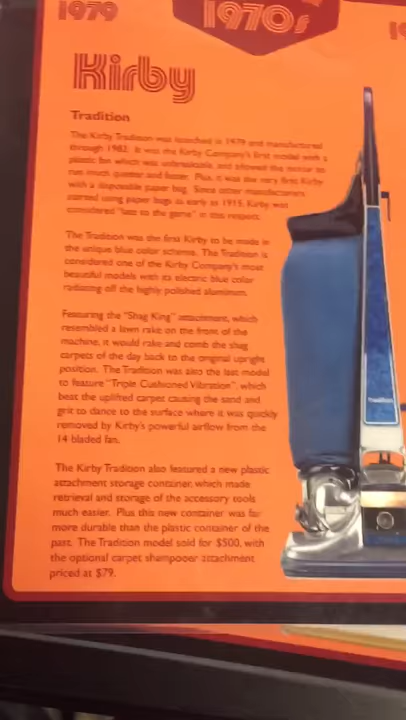 1979
1970s
19
Kirby
Tradition
The Kirby Tradition was launched in 1979 and manufactured
through 1982. It was the Kirby Company's first model with a
plastic fan which was unbreakable, and allowed the motor to
run much quieter and faster. Plus, it was the very first Kirby
with a disposable paper bag. Since other manufacturers
started using paper bags as early as 1915, Kirby was
considered "late to the game" in this respect.
The Tradition was the first Kirby to be made in
the unique blue color scheme. The Tradition is
considered one of the Kirby Company's most
beautiful models with its electric blue color
radiating off the highly polished aluminum.
Featuring the "Shag King" attachment, which
resembled a lawn rake on the front of the
machine, it would rake and comb the shag
carpets of the day back to the original upright
position. The Tradition was also the last model
to feature "Triple Cushioned Vibration", which
beat the uplifted carpet causing the sand and
grit to dance to the surface where it was quickly
removed by Kirby's powerful airflow from the
14 bladed fan.
The Kirby Tradition also featured a new plastic
attachment storage container, which made
retrieval and storage of the accessory tools
much easier. Plus this new container was far
more durable than the plastic container of the
past. The Tradition model sold for $500, with
the optional carpet shampooer attachment
priced at $79.
Tradition